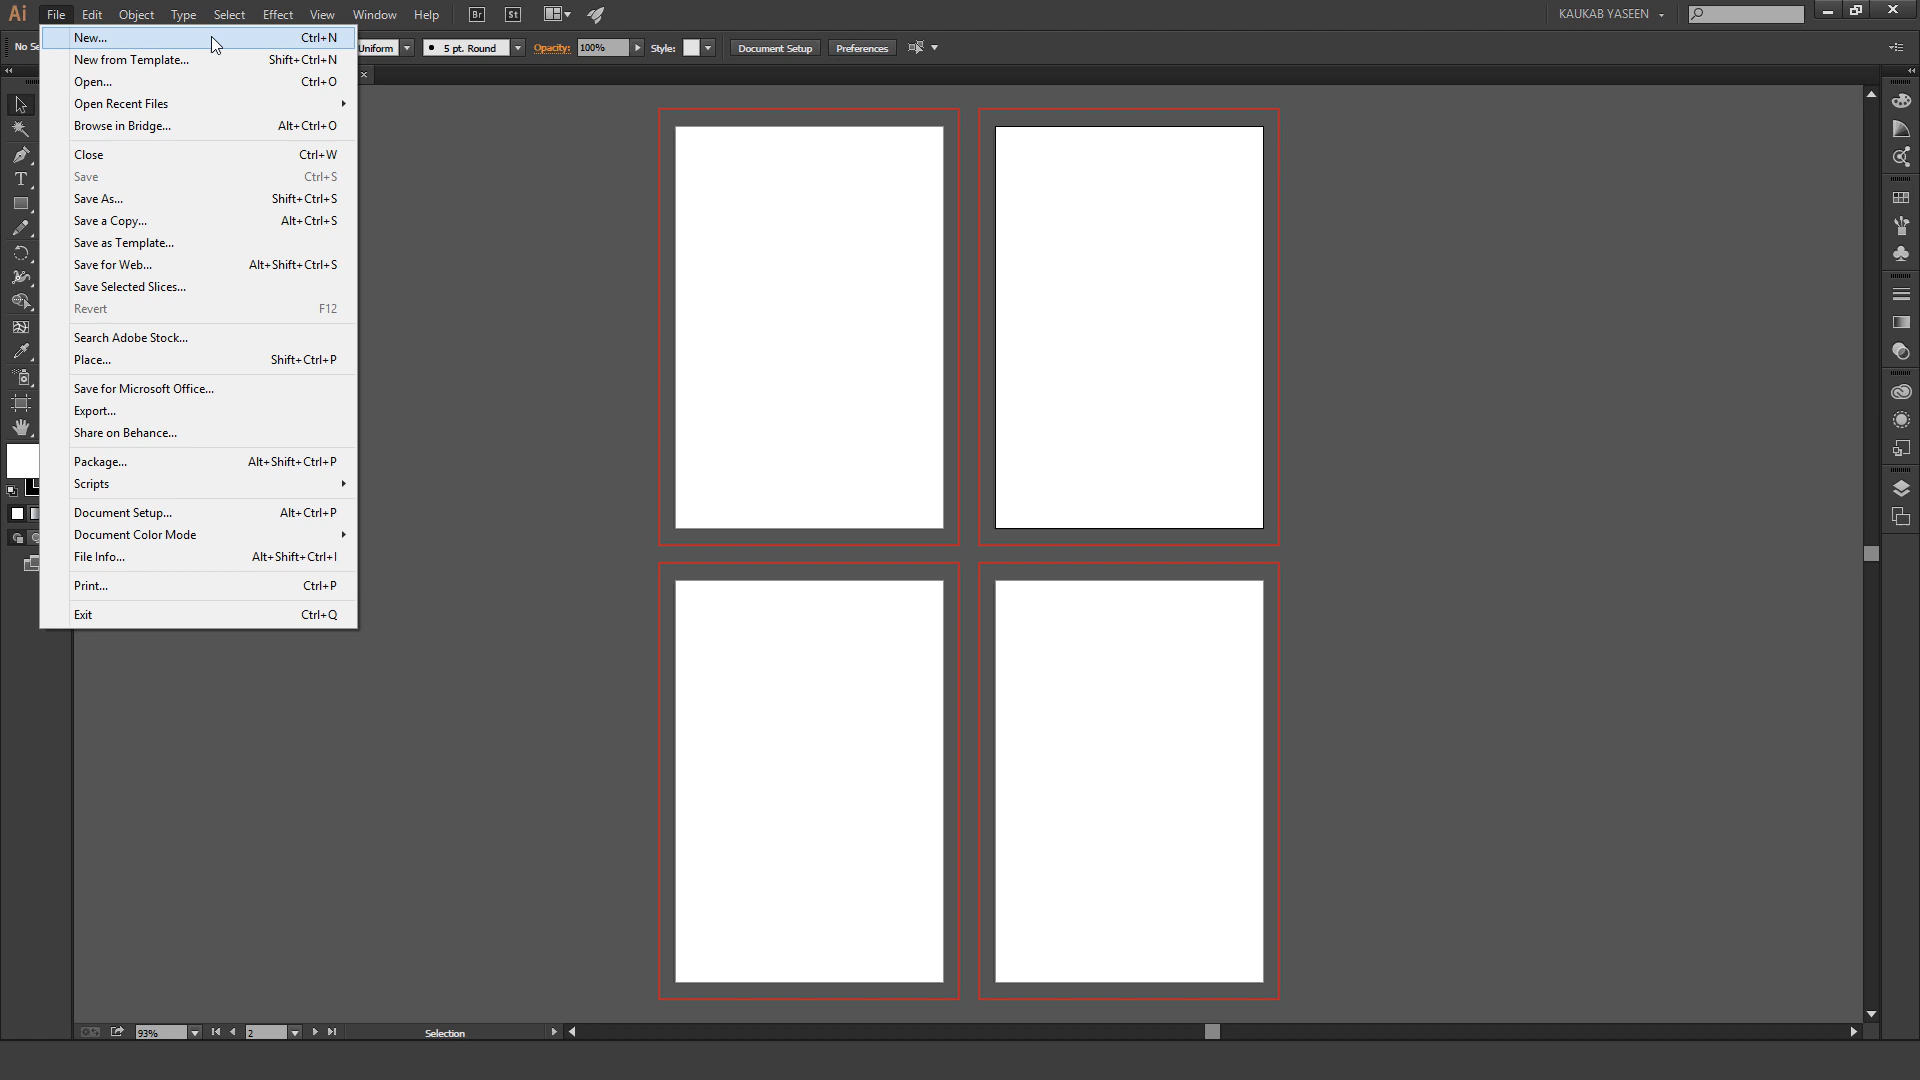 Ai File Edit Object Type Select Effect View Window Help Br St KAUKAB YASEEN
No Se Uniform 5 pt. Round Opacity: 100% Style: Document Setup Preferences
New... Ctrl+N
New from Template... Shift+Ctrl+N
Open... Ctrl+O
Open Recent Files
Browse in Bridge... Alt+Ctrl+O
Close Ctrl+W
Save Ctrl+S
Save As... Shift+Ctrl+S
Save a Copy... Alt+Ctrl+S
Save as Template...
Save for Web... Alt+Shift+Ctrl+S
Save Selected Slices...
Revert F12
Search Adobe Stock...
Place... Shift+Ctrl+P
Save for Microsoft Office...
Export...
Share on Behance...
Package... Alt+Shift+Ctrl+P
Scripts
Document Setup... Alt+Ctrl+P
Document Color Mode
File Info... Alt+Shift+Ctrl+I
Print... Ctrl+P
Exit Ctrl+Q
93% 2 Selection